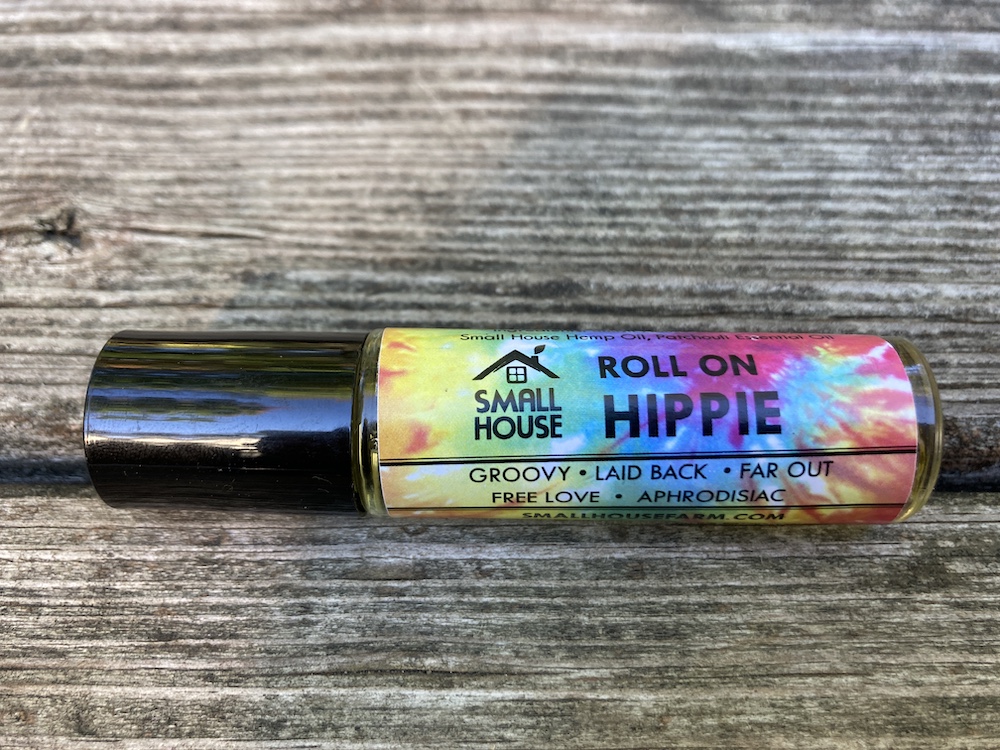 Small House Hemp Oil, Patchouli Essential Oil
SMALL
HOUSE
ROLL ON
HIPPIE
GROOVY • LAID BACK • FAR OUT
FREE LOVE • APHRODISIAC
SMALLHOUSEFARM.COM